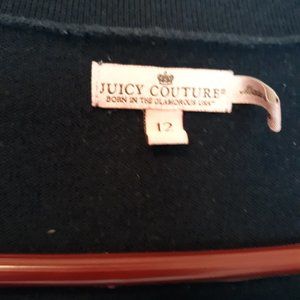 JUICY COUTURE®
BORN IN THE GLAMOROUS USA
12